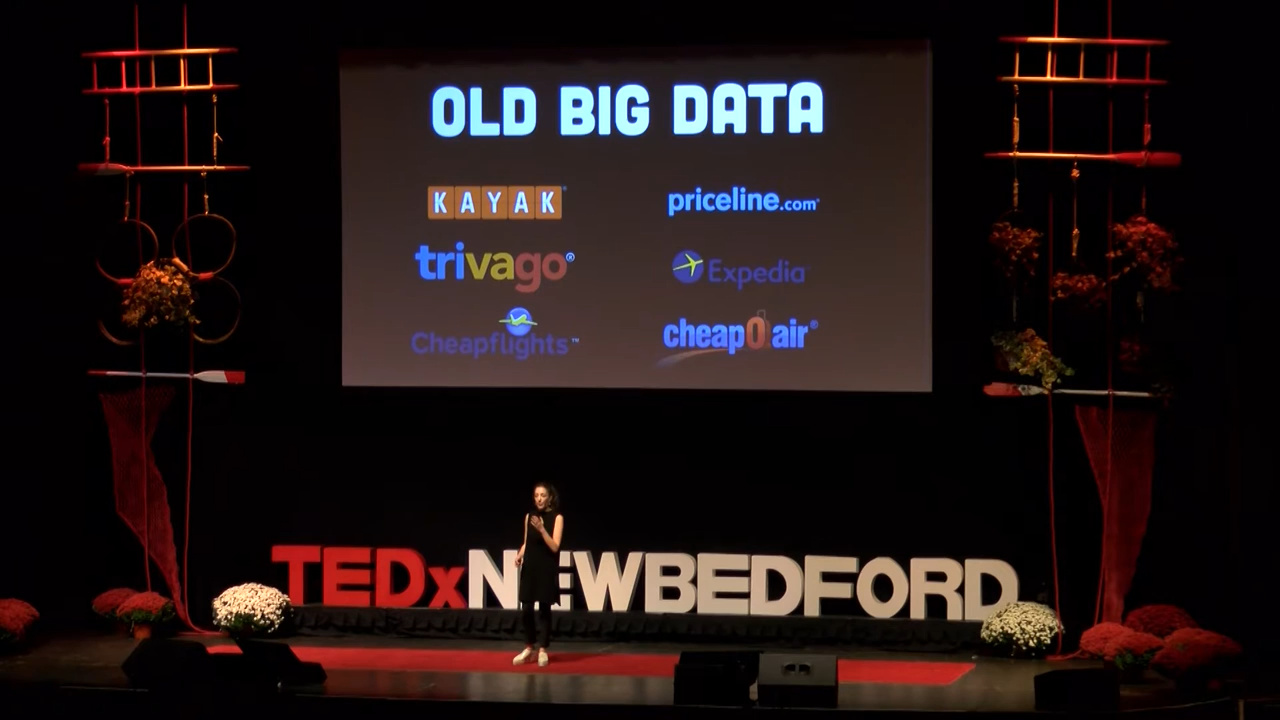 OLD BIG DATA
KAYAK
priceline.com
trivago
Expedia
Cheapflights
cheapOair
TEDxNEWBEDFORD